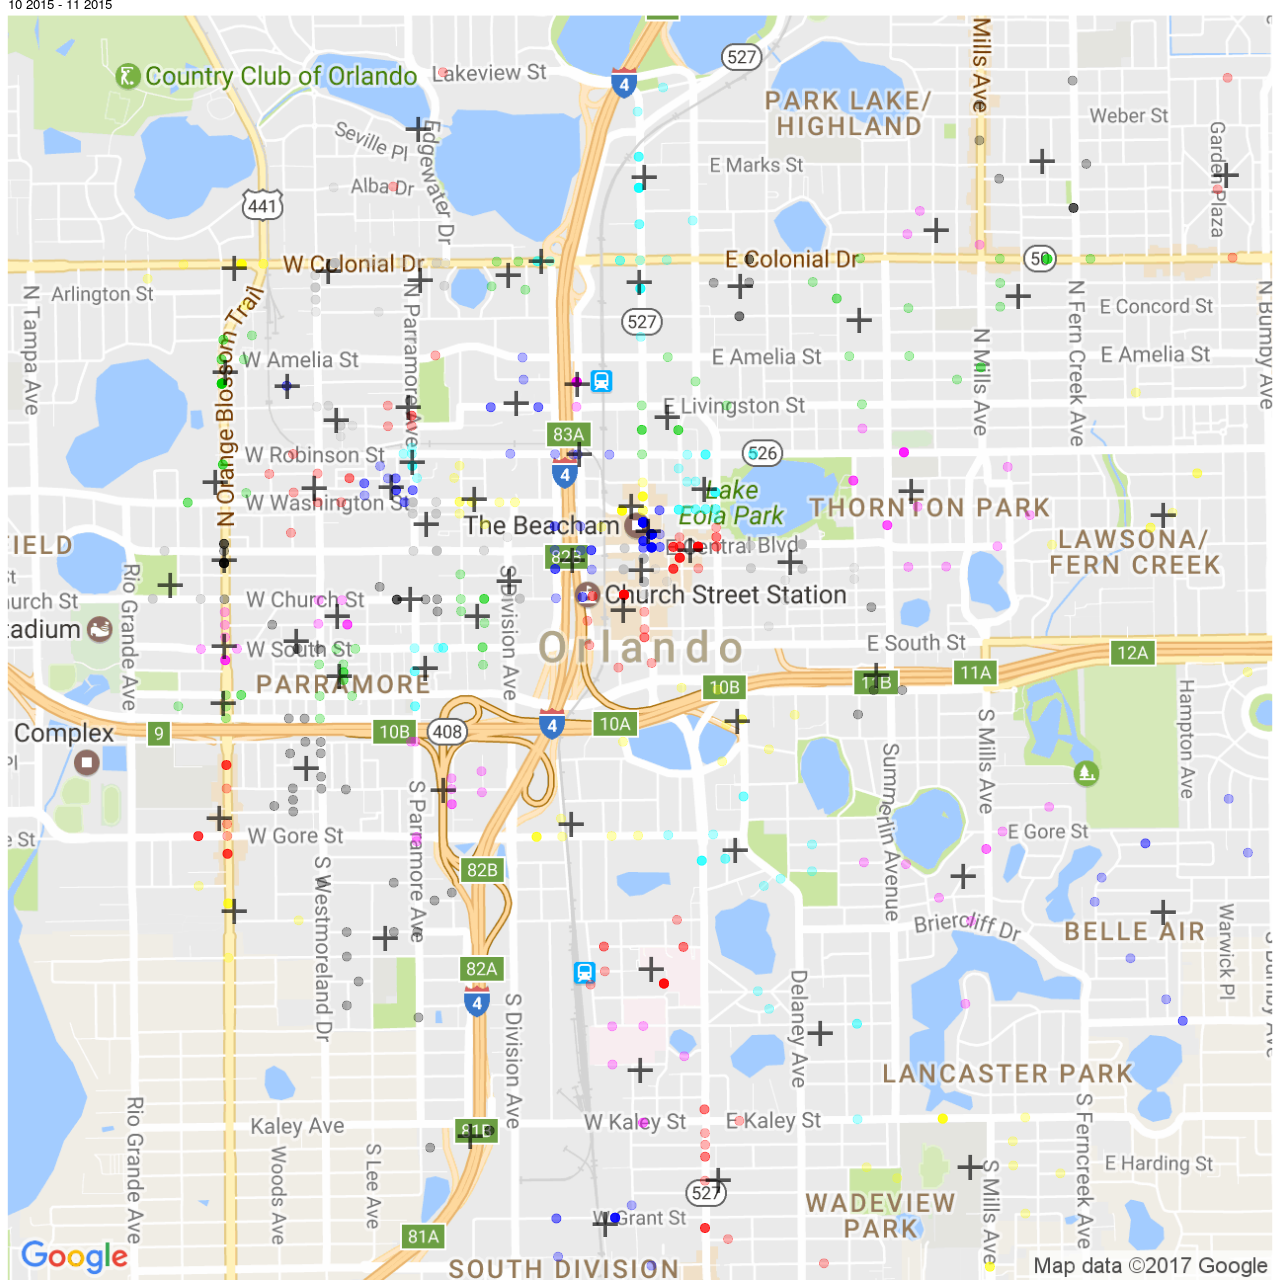 10 2015 - 11 2015
527
Country Club of Orlando
Lakeview St
4
Mills Ave
PARK LAKE/
HIGHLAND
Weber St
Seville Pl
Edgewater Dr
E Marks St
Garden Plaza
Alba Dr
441
W Colonial Dr
E Colonial Dr
50
Arlington St
N Tampa Ave
N Orange Blossom Trail
N Parramore Ave
527
N Mills Ave
N Fern Creek Ave
E Concord St
N Bumby Ave
W Amelia St
E Amelia St
E Amelia St
E Livingston St
83A
W Robinson St
526
4
W Washington St
Lake
Eola Park
THORNTON PARK
The Beacham
E Central Blvd
LAWSONA/
FERN CREEK
FIELD
82B
Rio Grande Ave
S Division Ave
W Church St
Church Street Station
urch St
tadium
W South St
Orlando
E South St
12A
11A
11B
PARRAMORE
10B
Hampton Ave
Complex
9
10B
408
4
10A
S Mills Ave
Summerlin Avenue
Pl
S Parramore Ave
e St
W Gore St
E Gore St
82B
S Westmoreland Dr
Briercliff Dr
BELLE AIR
Warwick Pl
S Bumby Ave
82A
4
Delaney Ave
S Division Ave
LANCASTER PARK
Rio Grande Ave
Kaley Ave
81B
W Kaley St
E Kaley St
S Ferncreek Ave
Woods Ave
S Lee Ave
E Harding St
S Mills Ave
527
WADEVIEW
PARK
W Grant St
81A
Google
SOUTH DIVISION
Map data ©2017 Google